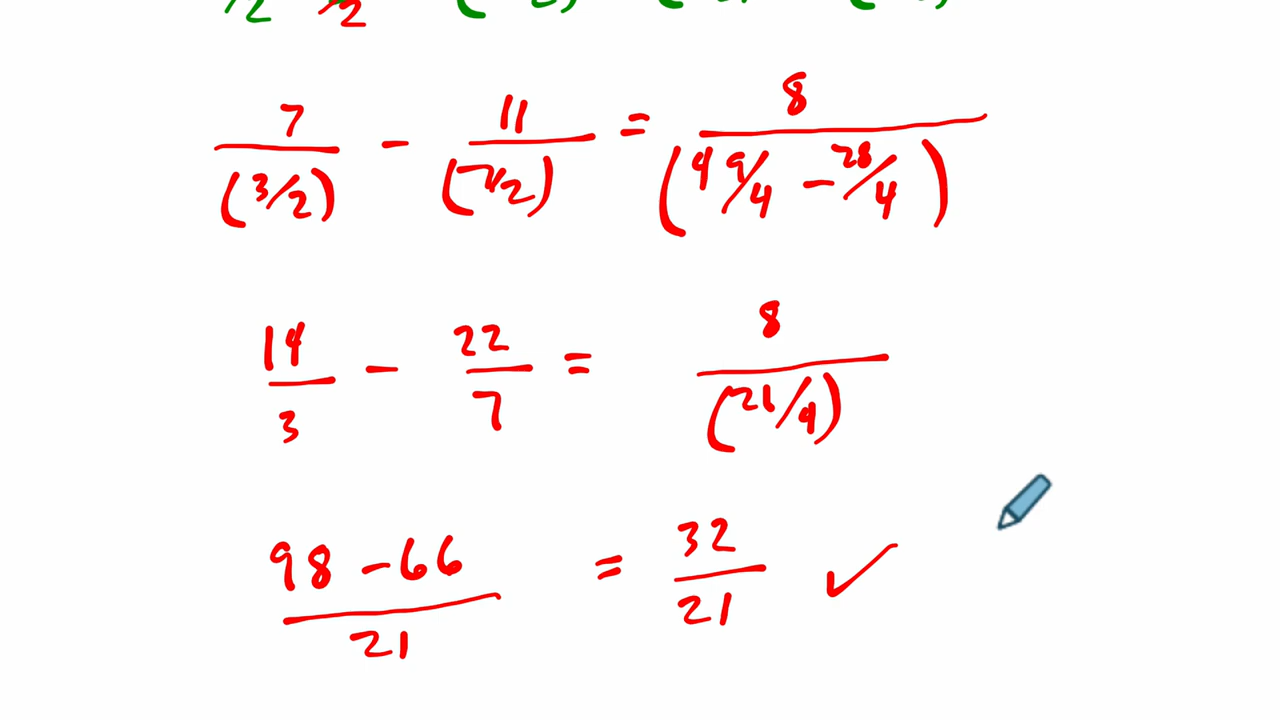 7/(3/2) - 11/(7/2) = 8/(49/4 - 28/4)
14/3 - 22/7 = 8/(21/4)
(98 - 66)/21 = 32/21 ✓